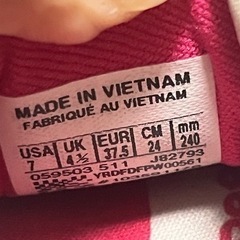 MADE IN VIETNAM
FABRIQUÉ AU VIETNAM
USA UK EUR CM mm
7 4½ 37.5 24 240
J82793
059503 511 YRDFDFPW00561